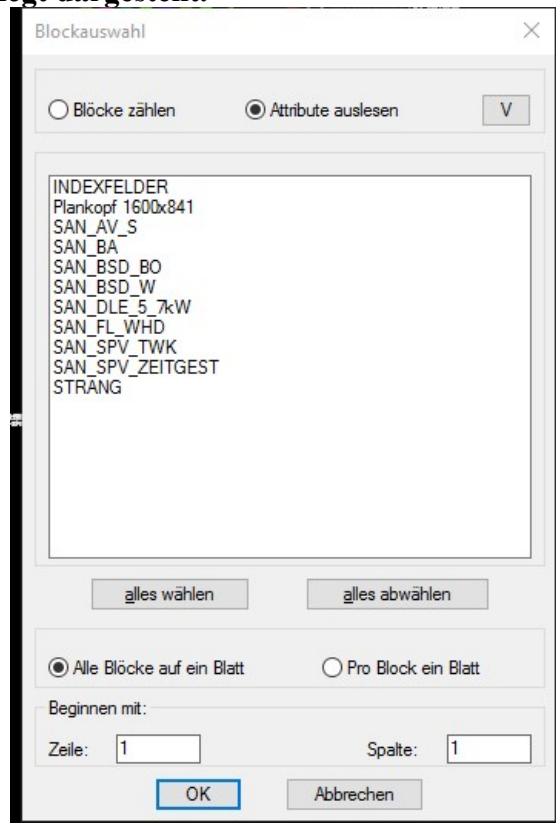 Blockauswahl
Blöcke zählen Attribute auslesen V
INDEXFELDER
Plankopf 1600x841
SAN_AV_S
SAN_BA
SAN_BSD_BO
SAN_BSD_W
SAN_DLE_5_7kW
SAN_FL_WHD
SAN_SPV_TWK
SAN_SPV_ZEITGEST
STRANG
alles wählen alles abwählen
Alle Blöcke auf ein Blatt Pro Block ein Blatt
Beginnen mit:
Zeile: 1 Spalte: 1
OK Abbrechen